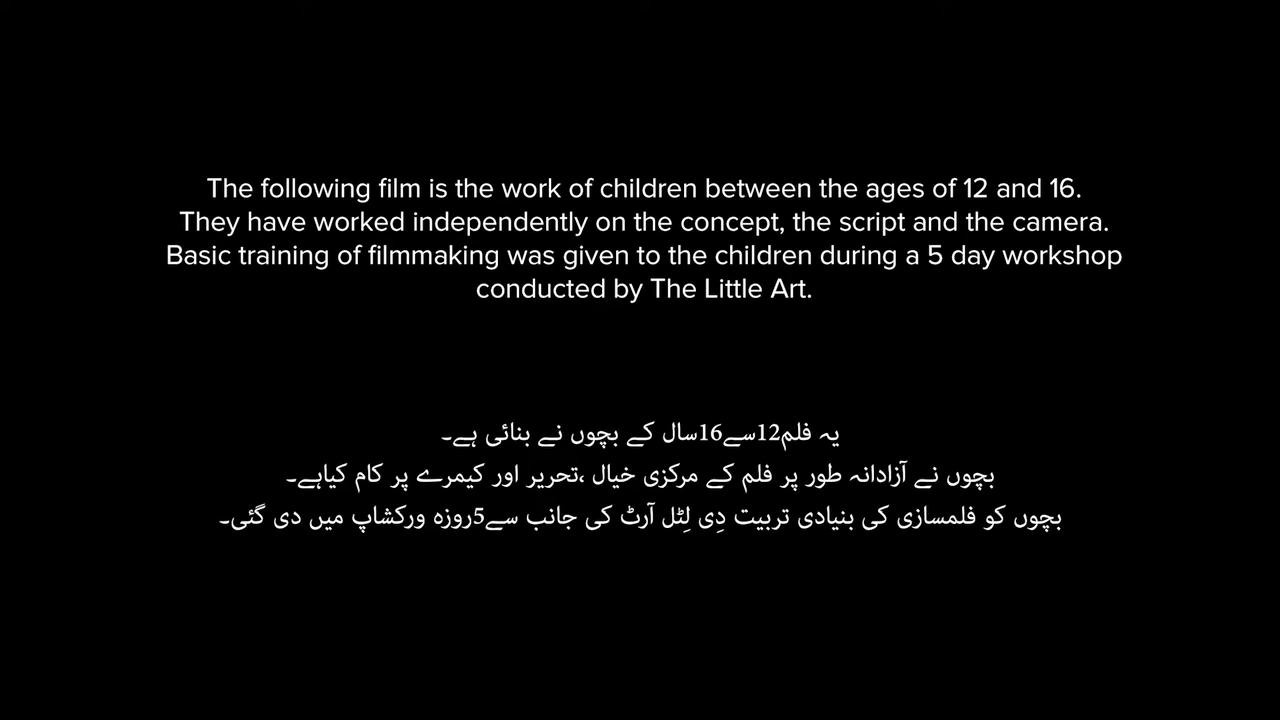 The following film is the work of children between the ages of 12 and 16.
They have worked independently on the concept, the script and the camera.
Basic training of filmmaking was given to the children during a 5 day workshop
conducted by The Little Art.
یہ فلم12سے16سال کے بچوں نے بنائی ہے۔
بچوں نے آزادانہ طور پر فلم کے مرکزی خیال ،تحریر اور کیمرے پر کام کیاہے۔
بچوں کو فلمسازی کی بنیادی تربیت دِی لِٹل آرٹ کی جانب سے5روزہ ورکشاپ میں دی گئی۔